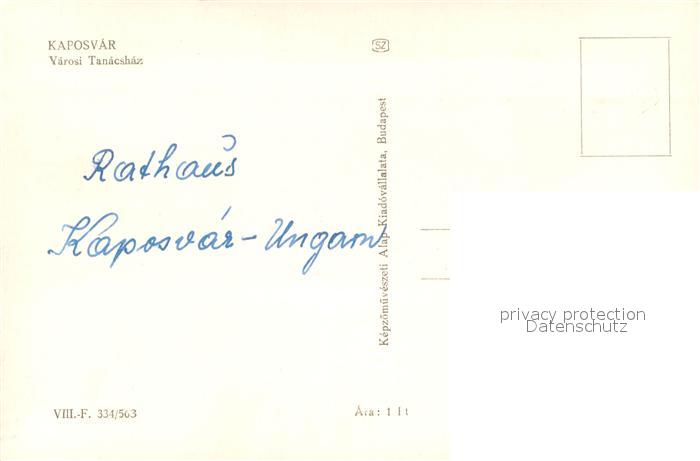 KAPOSVÁR
Városi Tanácsház
SZ
Rathaus
Kaposvár - Ungarn
Képzőművészeti Alap Kiadóvállalata, Budapest
privacy protection
Datenschutz
VIII.-F. 334/563
Ára: 1 Ft